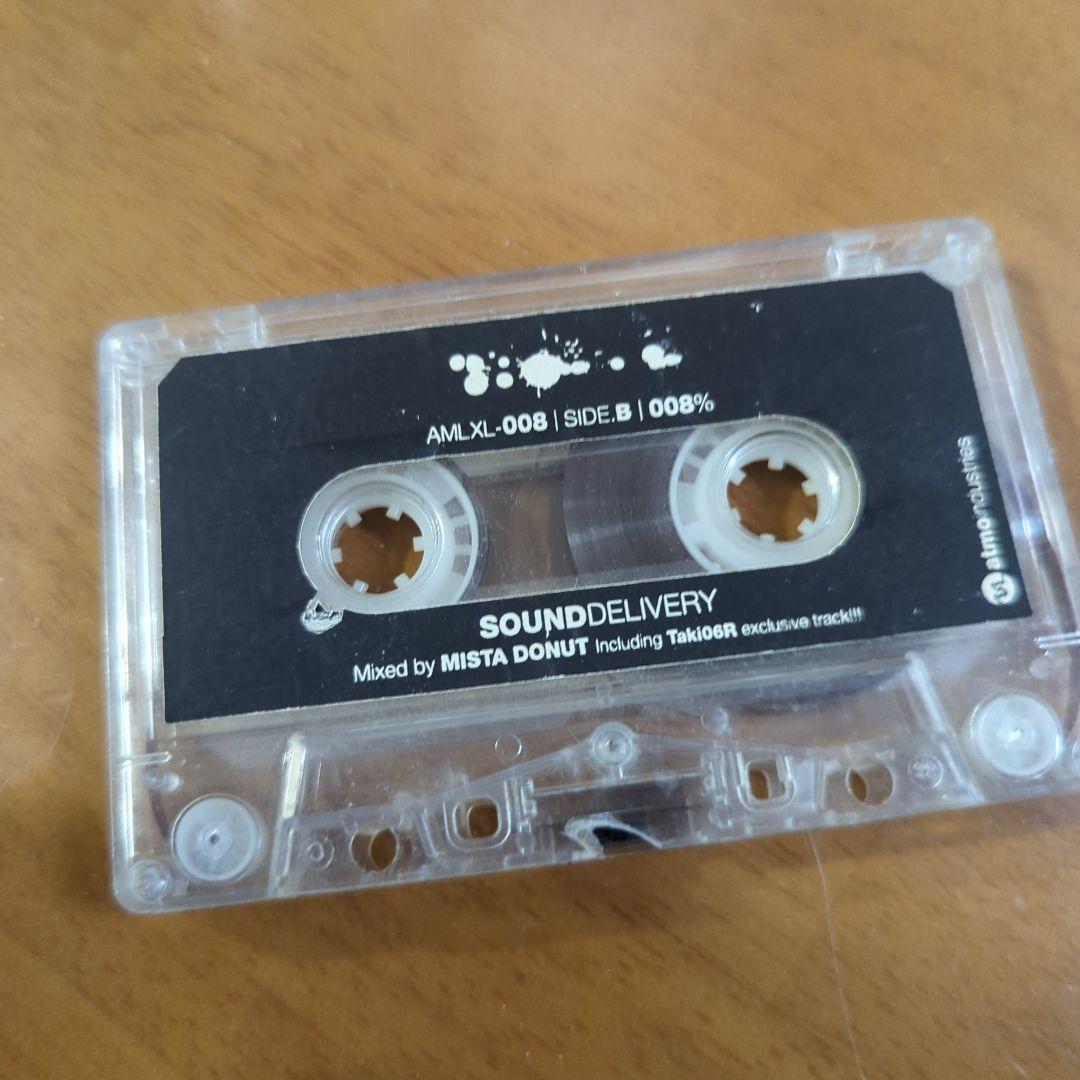 AMLXL-008 | SIDE.B | 008%
SOUNDDELIVERY
Mixed by MISTA DONUT Including Taki06R exclusive track!!!
atmoindustries